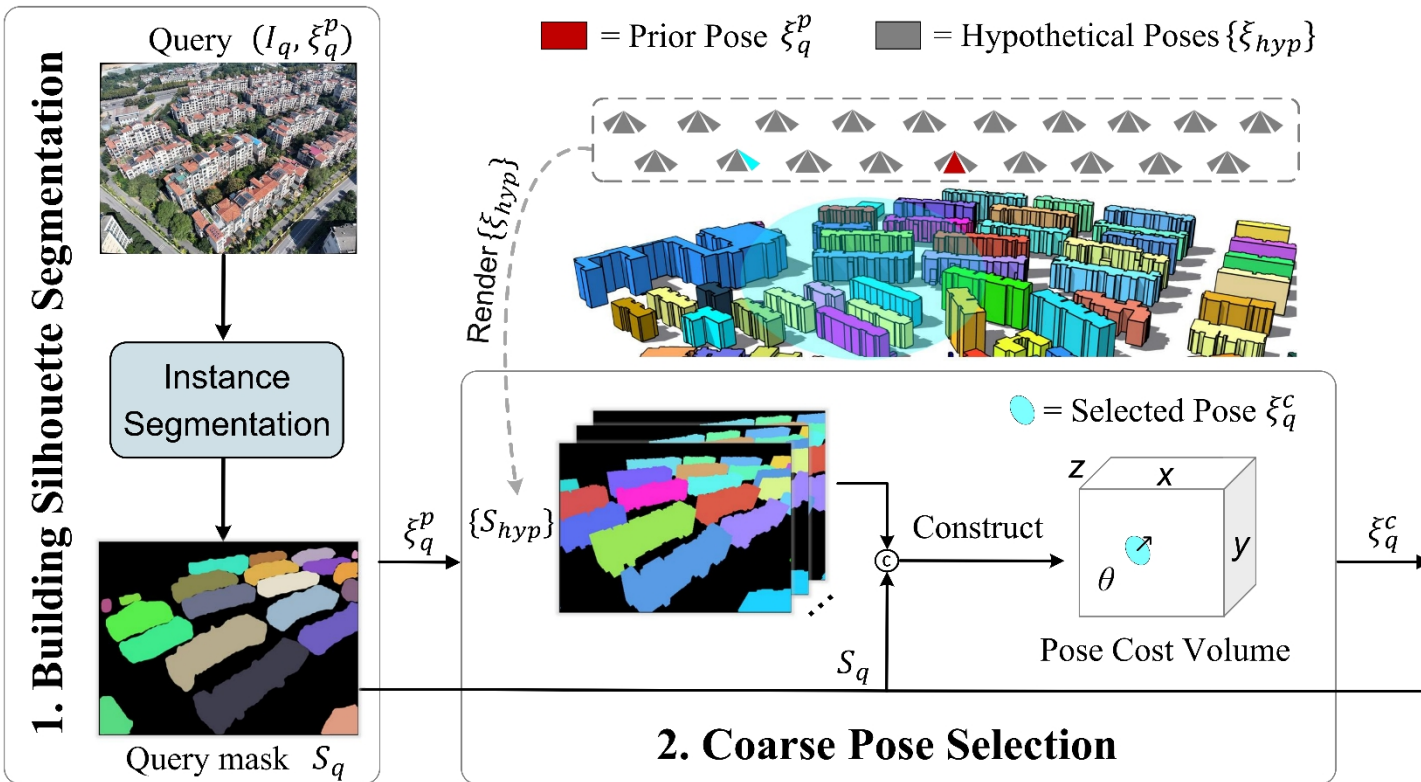 1. Building Silhouette Segmentation
Query (I_q, ξ_q^p)
Instance
Segmentation
Query mask S_q
= Prior Pose ξ_q^p
= Hypothetical Poses {ξ_hyp}
Render{ξ_hyp}
ξ_q^p
{S_hyp}
...
= Selected Pose ξ_q^c
c
Construct
z
x
y
θ
Pose Cost Volume
S_q
ξ_q^c
2. Coarse Pose Selection